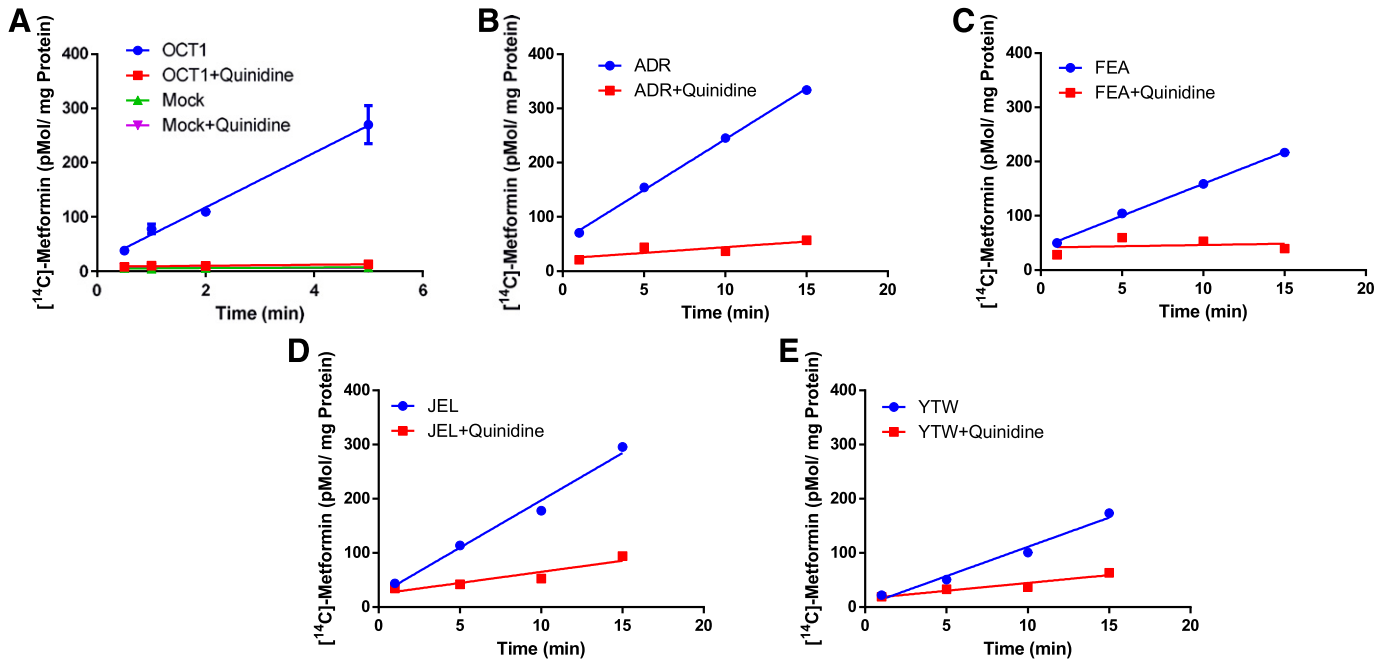 A
[14C]-Metformin (pMol/ mg Protein)
400
300
200
100
0
0 2 4 6
Time (min)
OCT1
OCT1+Quinidine
Mock
Mock+Quinidine
B
[14C]-Metformin (pMol/ mg Protein)
400
300
200
100
0
0 5 10 15 20
Time (min)
ADR
ADR+Quinidine
C
[14C]-Metformin (pMol/ mg Protein)
400
300
200
100
0
0 5 10 15 20
Time (min)
FEA
FEA+Quinidine
D
[14C]-Metformin (pMol/ mg Protein)
400
300
200
100
0
0 5 10 15 20
Time (min)
JEL
JEL+Quinidine
E
[14C]-Metformin (pMol/ mg Protein)
400
300
200
100
0
0 5 10 15 20
Time (min)
YTW
YTW+Quinidine